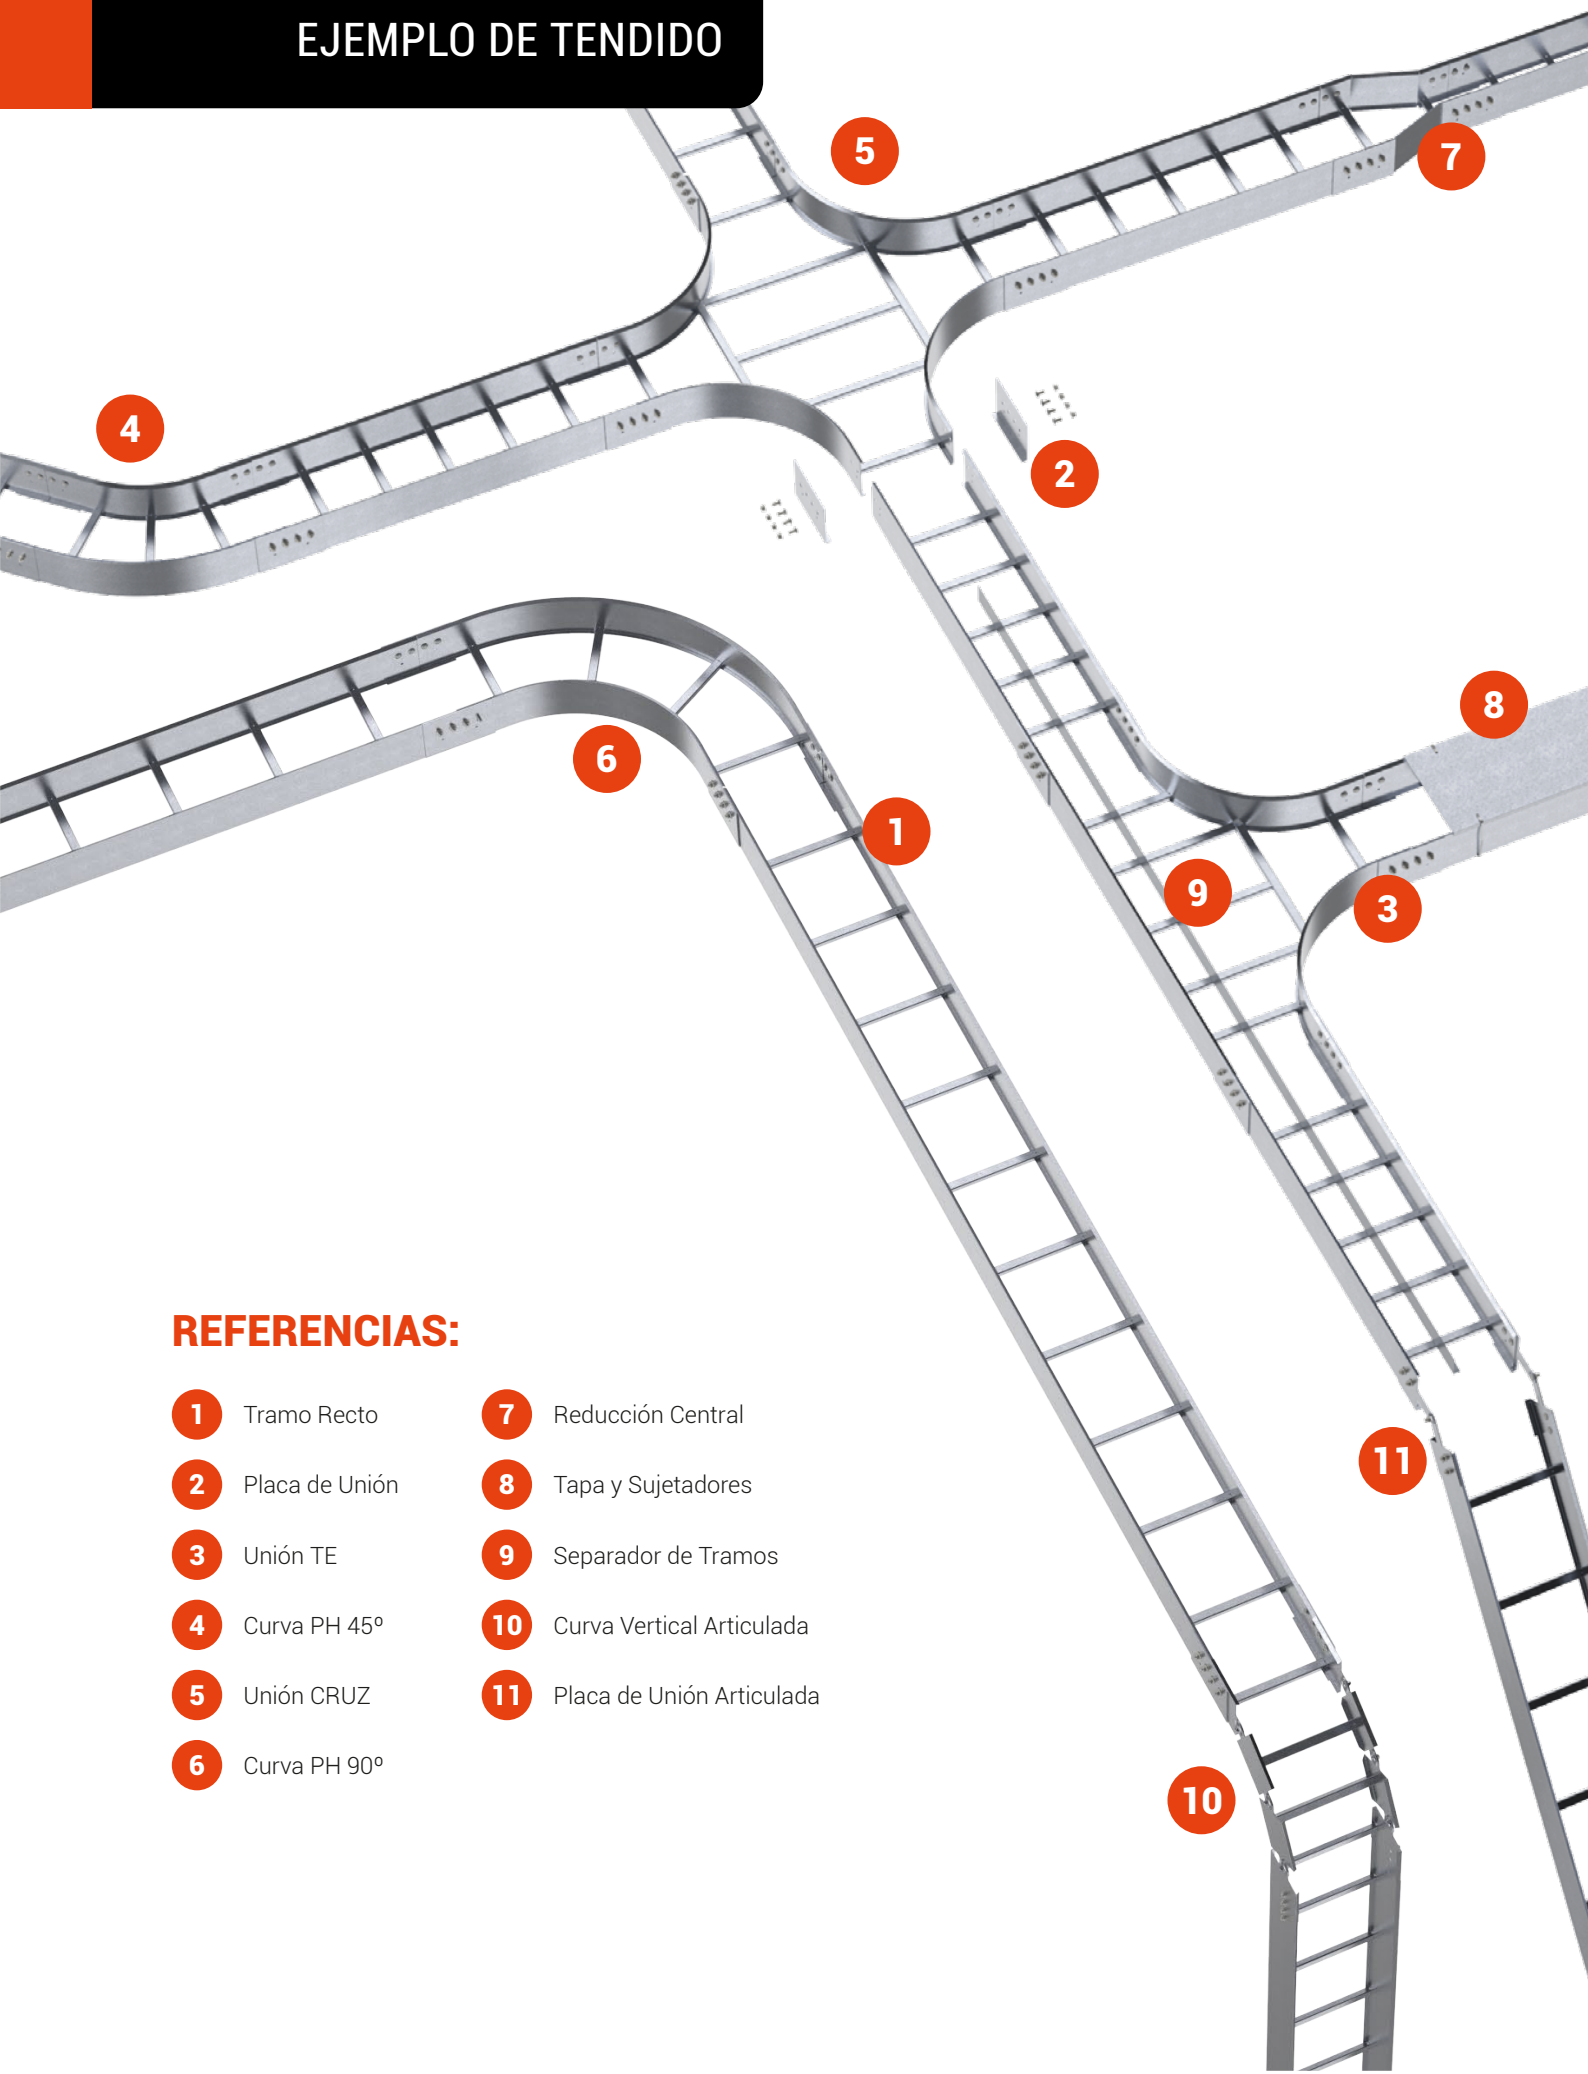 EJEMPLO DE TENDIDO
5
7
4
2
8
6
1
9
3
11
10
REFERENCIAS:
1 Tramo Recto
2 Placa de Unión
3 Unión TE
4 Curva PH 45º
5 Unión CRUZ
6 Curva PH 90º
7 Reducción Central
8 Tapa y Sujetadores
9 Separador de Tramos
10 Curva Vertical Articulada
11 Placa de Unión Articulada